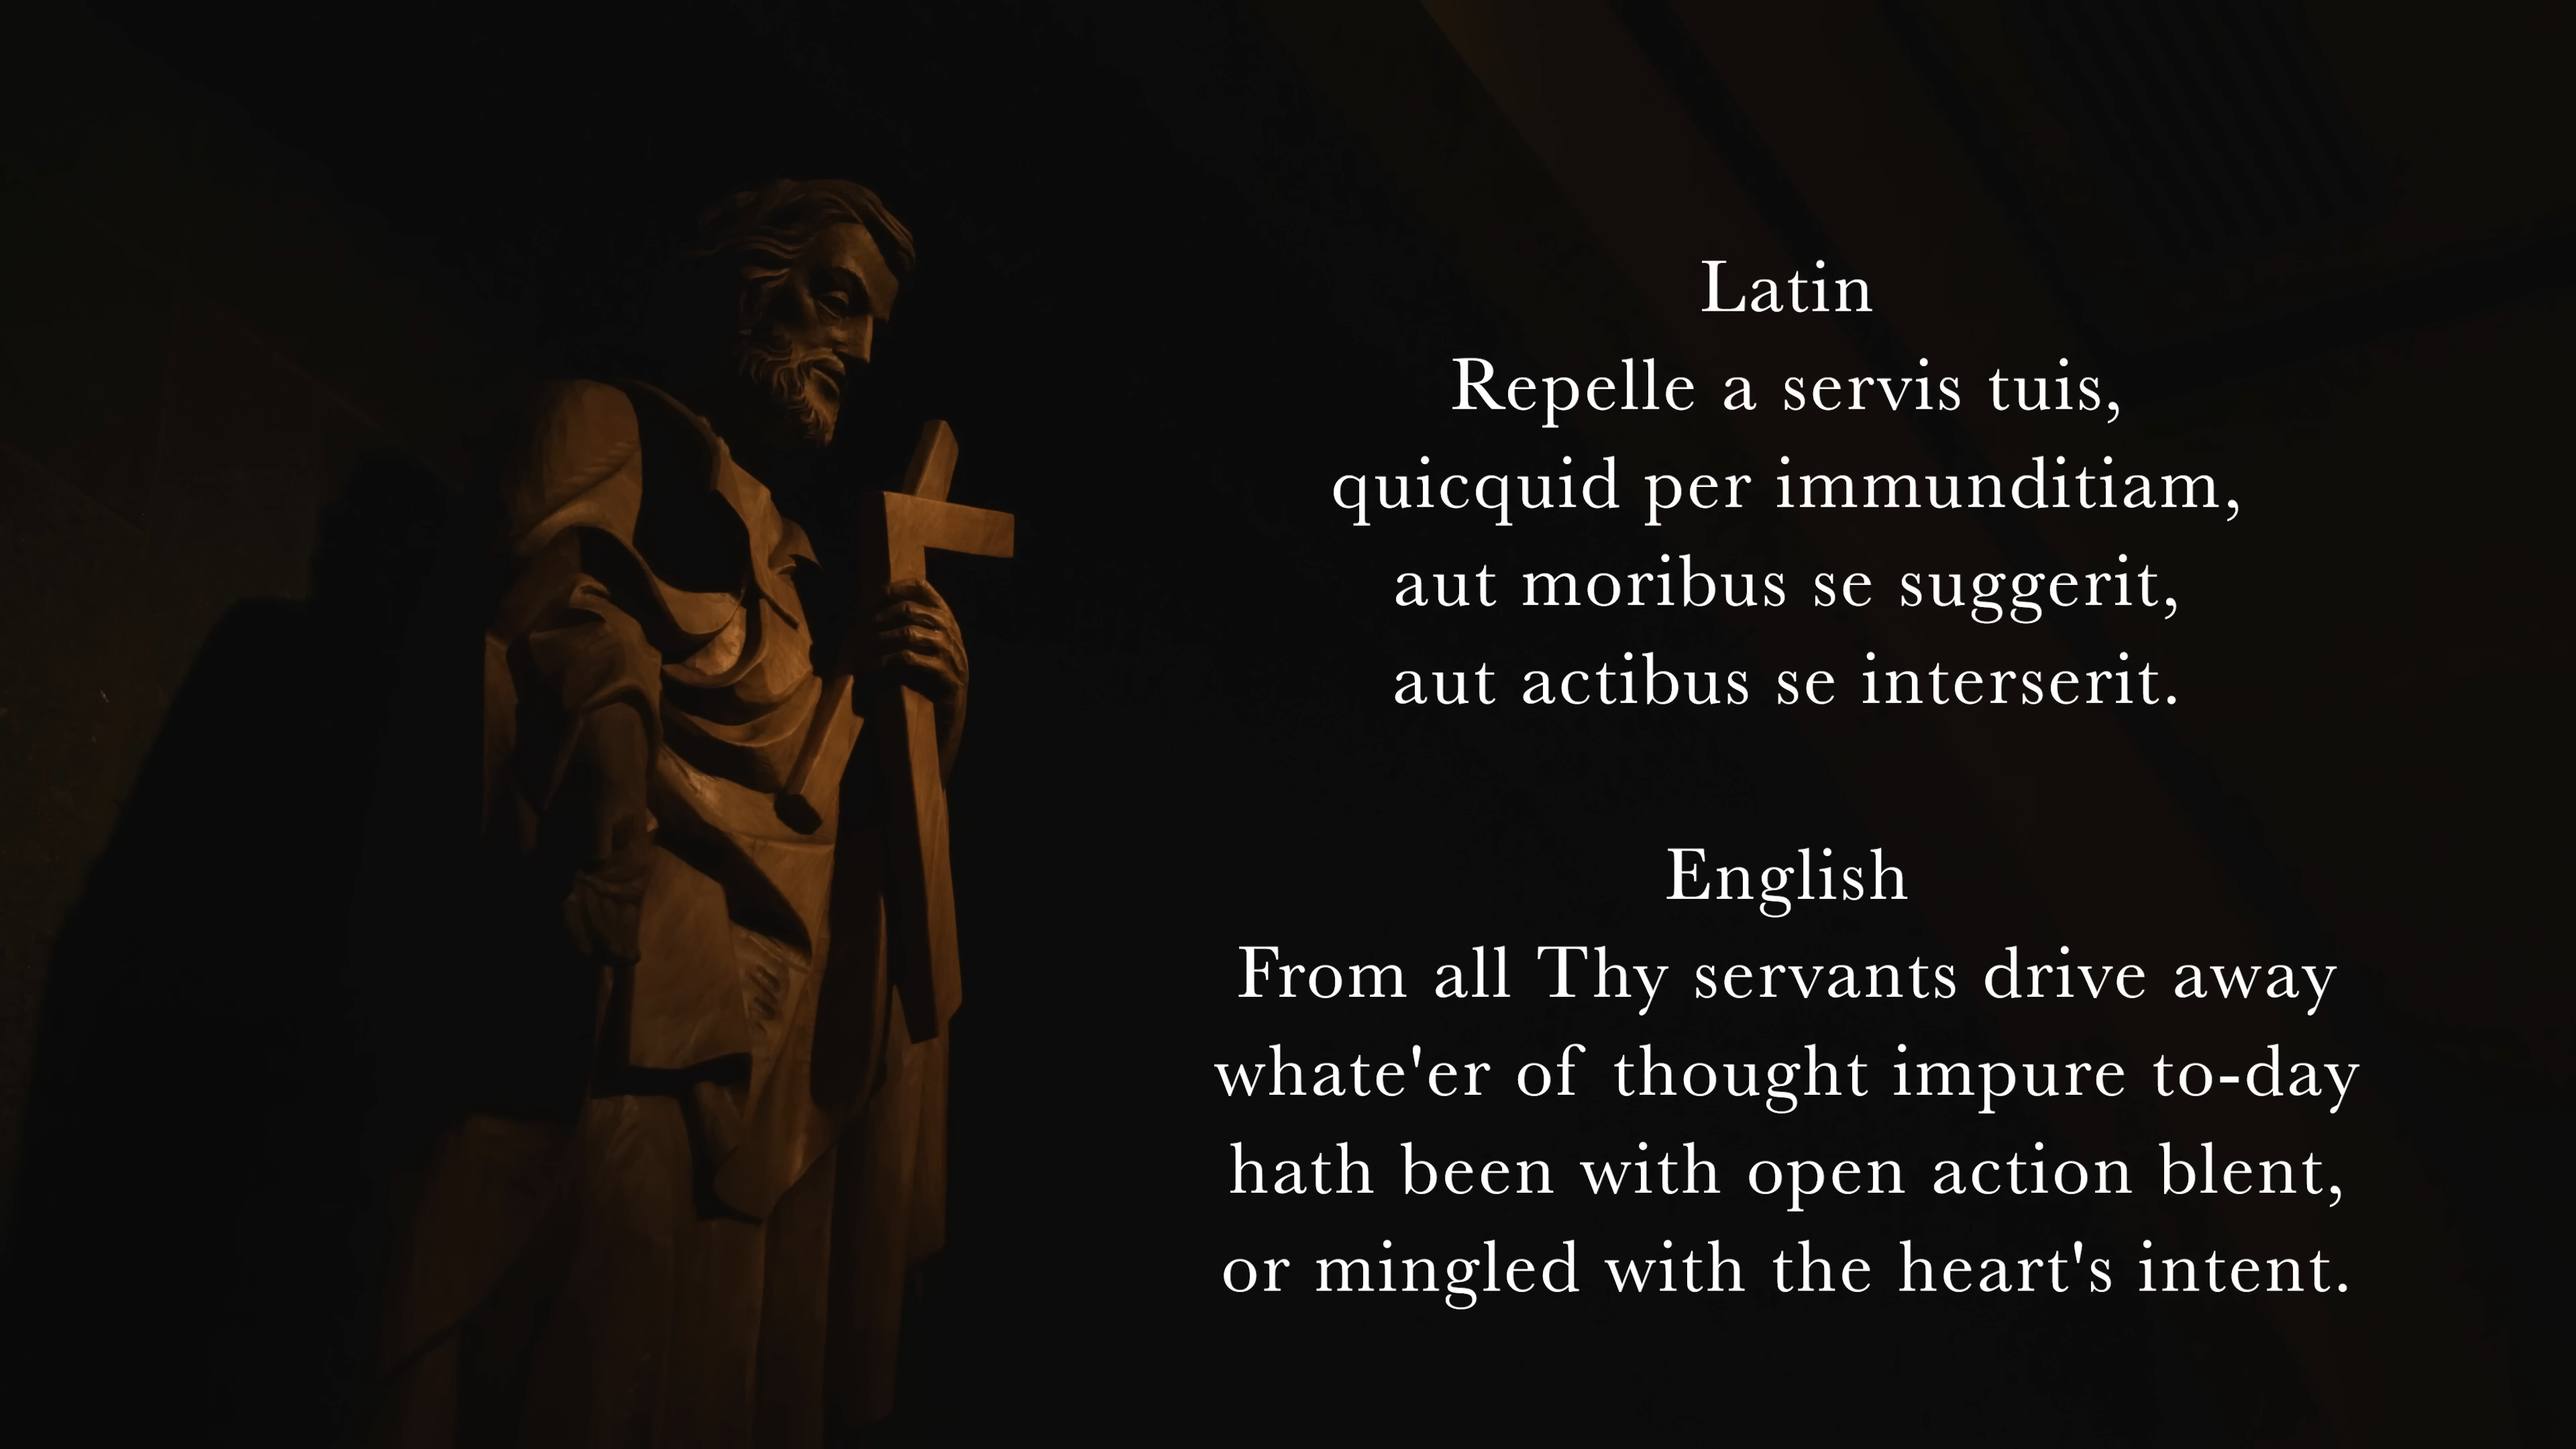 Latin
Repelle a servis tuis,
quicquid per immunditiam,
aut moribus se suggerit,
aut actibus se interserit.
English
From all Thy servants drive away
whate'er of thought impure to-day
hath been with open action blent,
or mingled with the heart's intent.